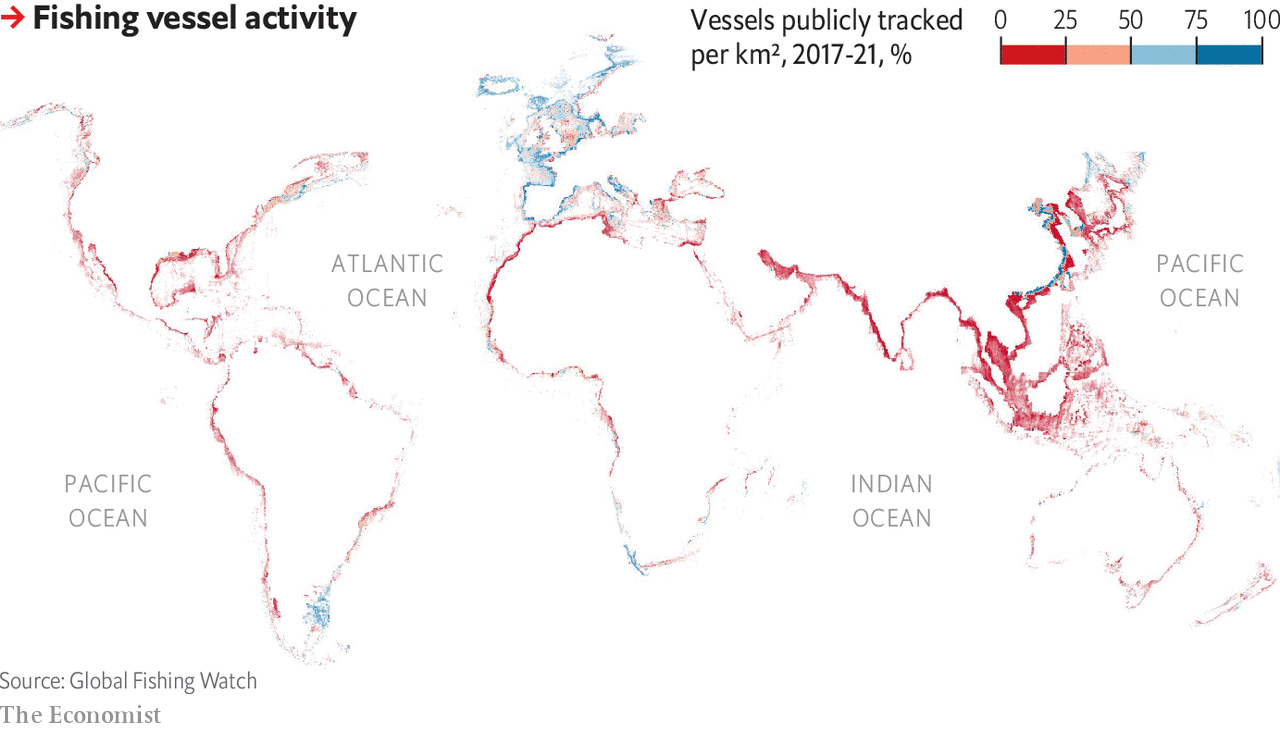 → Fishing vessel activity
Vessels publicly tracked
per km², 2017-21, %
0 25 50 75 100
ATLANTIC
OCEAN
PACIFIC
OCEAN
PACIFIC
OCEAN
INDIAN
OCEAN
Source: Global Fishing Watch
The Economist